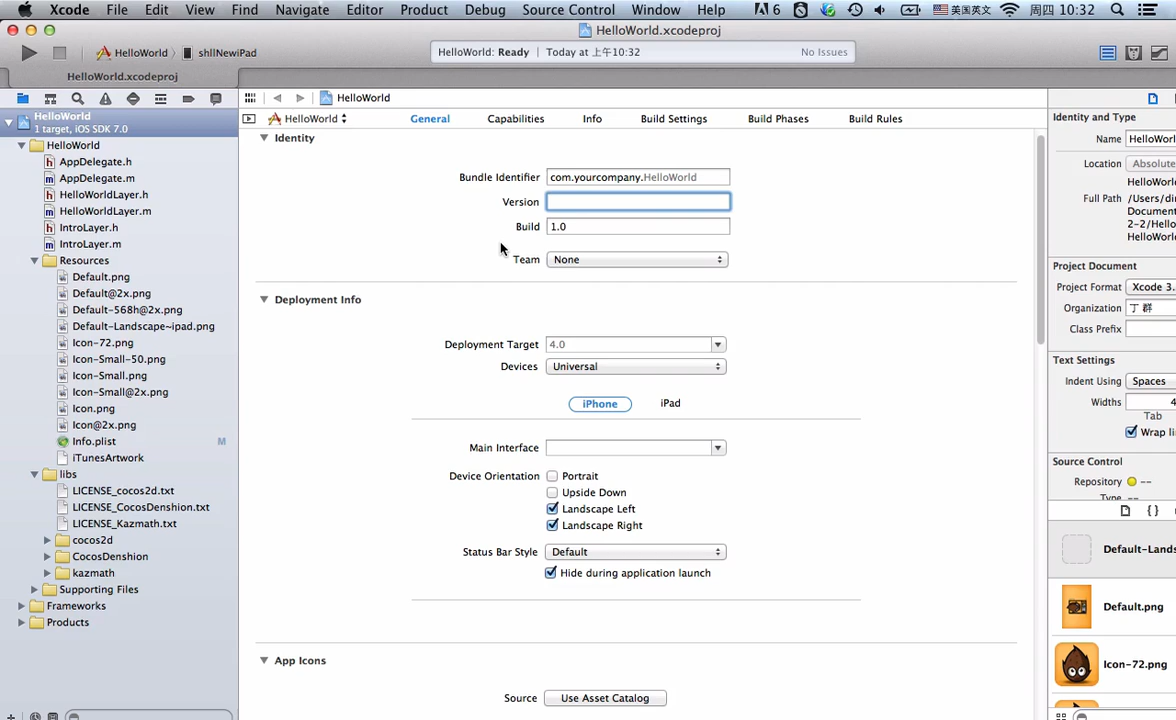 Xcode File Edit View Find Navigate Editor Product Debug Source Control Window Help 6 美国英文 周四 10:32
HelloWorld.xcodeproj
HelloWorld shllNewiPad
HelloWorld: Ready Today at 上午10:32 No Issues
HelloWorld.xcodeproj
HelloWorld
1 target, iOS SDK 7.0
HelloWorld
AppDelegate.h
AppDelegate.m
HelloWorldLayer.h
HelloWorldLayer.m
IntroLayer.h
IntroLayer.m
Resources
Default.png
Default@2x.png
Default-568h@2x.png
Default-Landscape~ipad.png
Icon-72.png
Icon-Small-50.png
Icon-Small.png
Icon-Small@2x.png
Icon.png
Icon@2x.png
Info.plist M
iTunesArtwork
libs
LICENSE_cocos2d.txt
LICENSE_CocosDenshion.txt
LICENSE_Kazmath.txt
cocos2d
CocosDenshion
kazmath
Supporting Files
Frameworks
Products
HelloWorld
HelloWorld General Capabilities Info Build Settings Build Phases Build Rules
Identity
Bundle Identifier com.yourcompany.HelloWorld
Version
Build 1.0
Team None
Deployment Info
Deployment Target 4.0
Devices Universal
iPhone iPad
Main Interface
Device Orientation Portrait
Upside Down
Landscape Left
Landscape Right
Status Bar Style Default
Hide during application launch
App Icons
Source Use Asset Catalog
Identity and Type
Name HelloWorl
Location Absolute
HelloWorl
Full Path /Users/di
Document
2-2/Hello
HelloWorl
Project Document
Project Format Xcode 3.
Organization 丁 群
Class Prefix
Text Settings
Indent Using Spaces
Widths 4
Tab
Wrap li
Source Control
Repository --
Type --
{ }
Default-Lands
Default.png
Icon-72.png